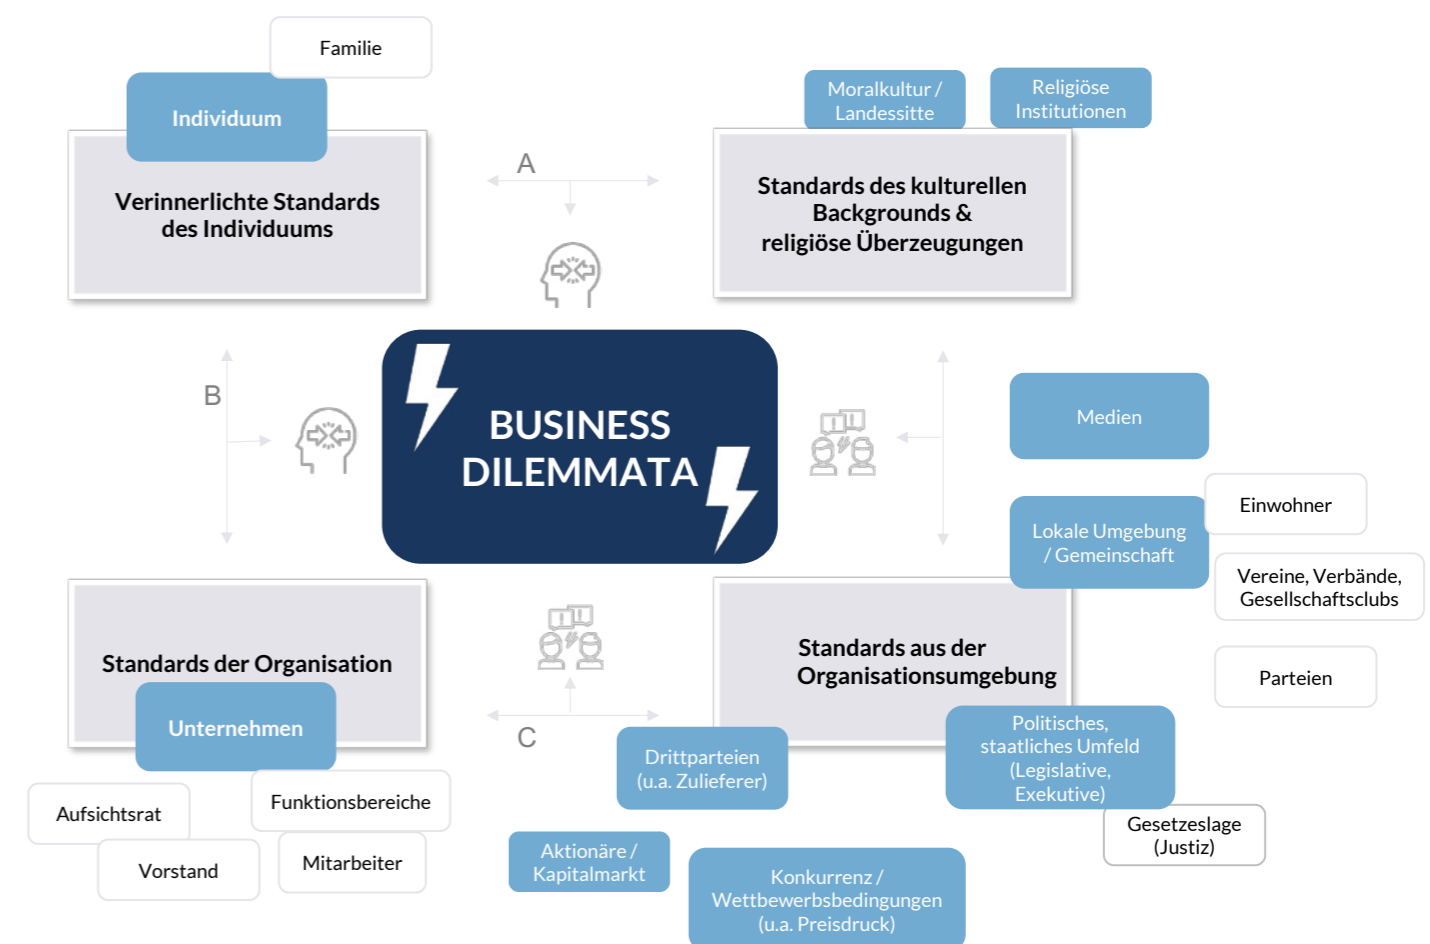 Familie
Individuum
Verinnerlichte Standards
des Individuums
A
Moralkultur /
Landessitte
Religiöse
Institutionen
Standards des kulturellen
Backgrounds &
religiöse Überzeugungen
B
BUSINESS
DILEMMATA
Medien
Lokale Umgebung
/ Gemeinschaft
Einwohner
Vereine, Verbände,
Gesellschaftsclubs
Parteien
Standards der Organisation
Unternehmen
Aufsichtsrat
Funktionsbereiche
Vorstand
Mitarbeiter
C
Standards aus der
Organisationsumgebung
Drittparteien
(u.a. Zulieferer)
Politisches,
staatliches Umfeld
(Legislative,
Exekutive)
Gesetzeslage
(Justiz)
Aktionäre /
Kapitalmarkt
Konkurrenz /
Wettbewerbsbedingungen
(u.a. Preisdruck)